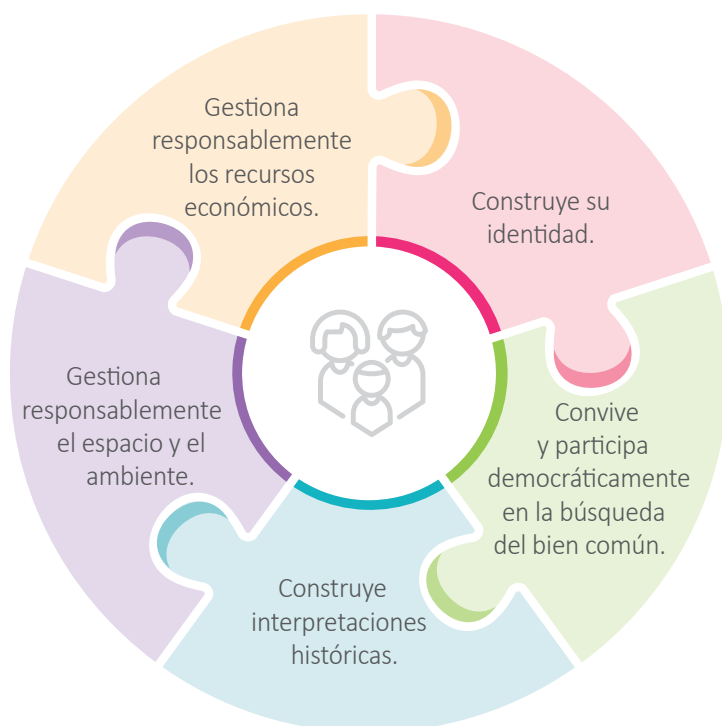 Gestiona
responsablemente
los recursos
económicos.
Construye su
identidad.
Convive
y participa
democráticamente
en la búsqueda
del bien común.
Construye
interpretaciones
históricas.
Gestiona
responsablemente
el espacio y el
ambiente.